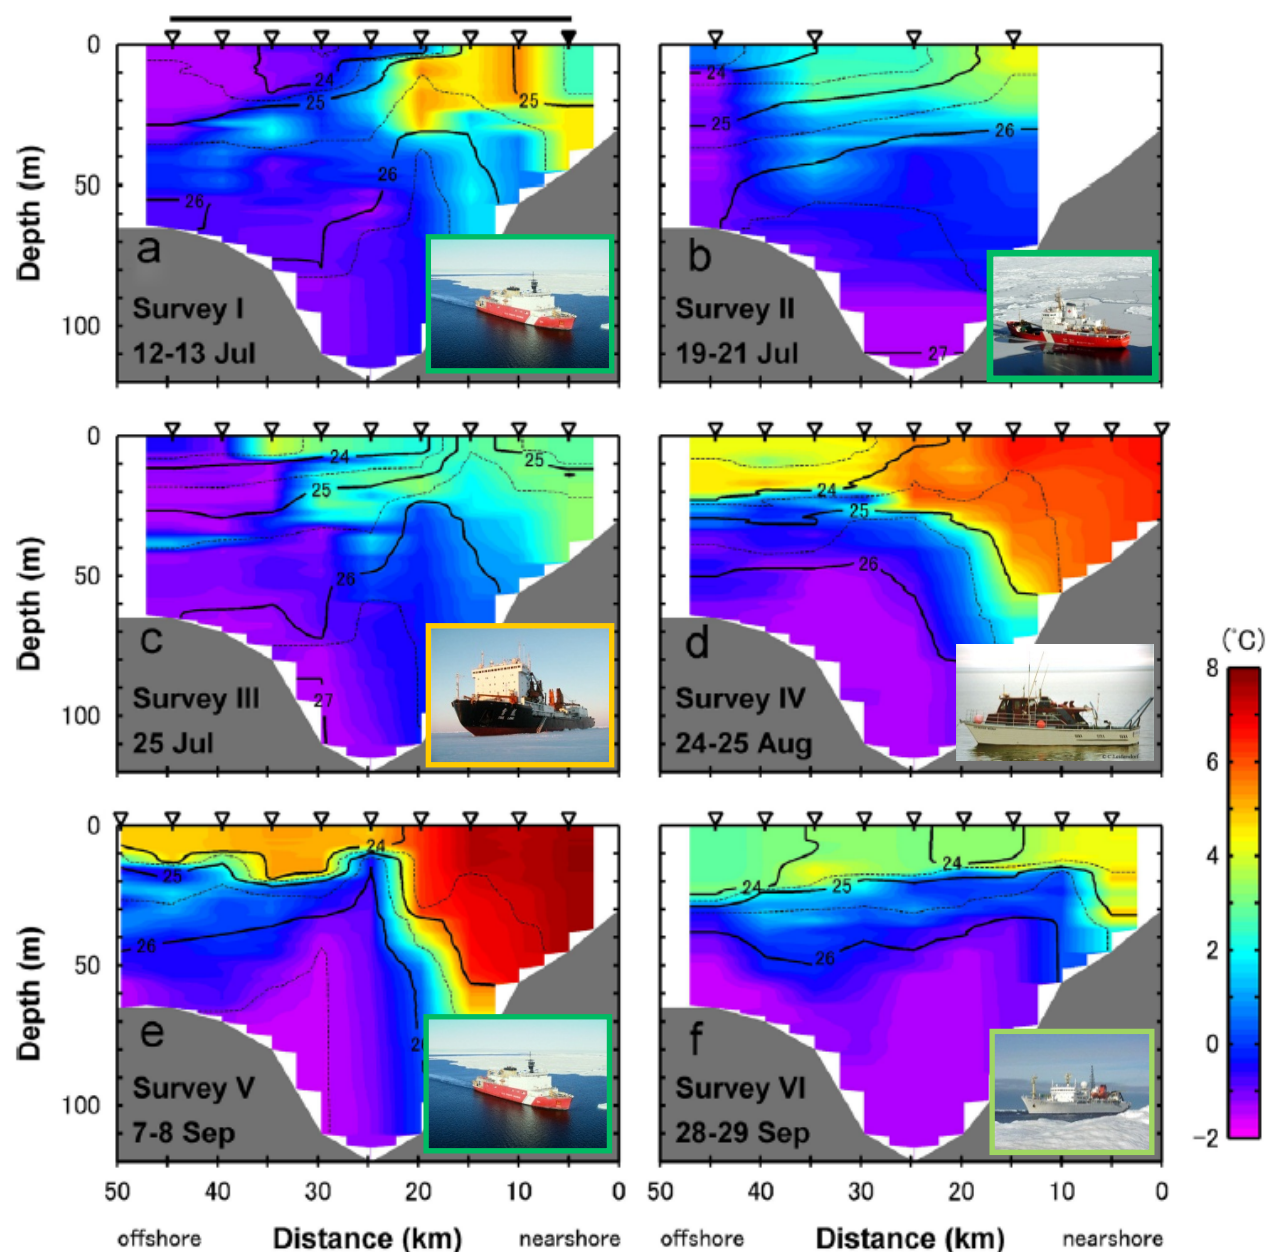 0
50
100
Depth (m)
24
25
25
26
26
a
Survey I
12-13 Jul
24
25
26
27
b
Survey II
19-21 Jul
0
50
100
Depth (m)
24
25
25
26
27
c
Survey III
25 Jul
24
25
26
d
Survey IV
24-25 Aug
(°C)
8
6
4
2
0
-2
0
50
100
Depth (m)
24
25
26
e
Survey V
7-8 Sep
24
24
25
26
f
Survey VI
28-29 Sep
50 40 30 20 10 0
50 40 30 20 10 0
offshore Distance (km) nearshore
offshore Distance (km) nearshore